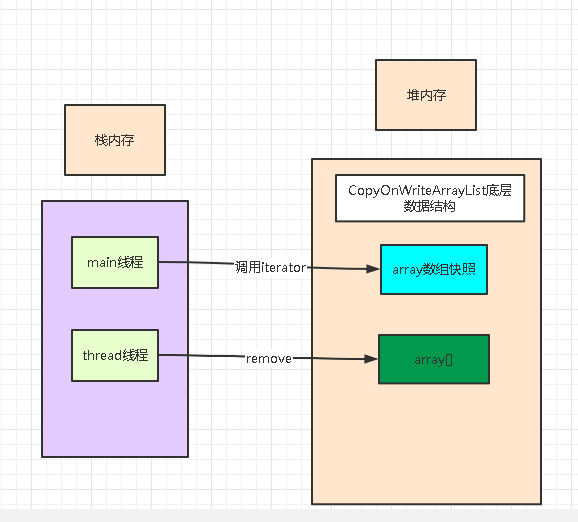 堆内存
栈内存
CopyOnWriteArrayList底层
数据结构
main线程
调用iterator
array数组快照
thread线程
remove
array[]